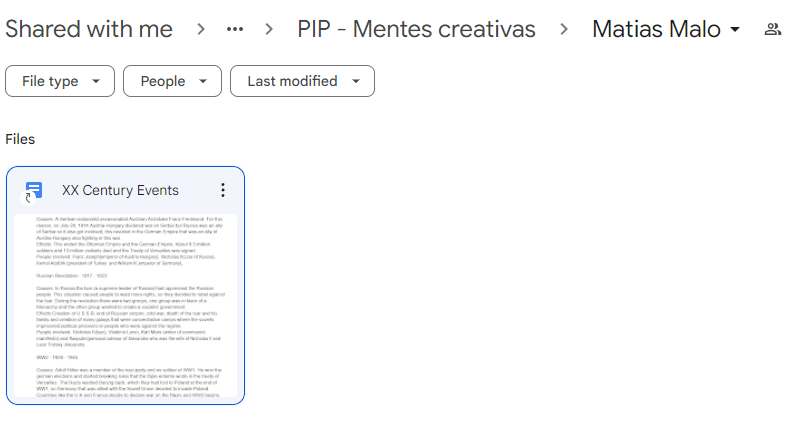 Shared with me > ... > PIP - Mentes creativas > Matias Malo
File type
People
Last modified
Files
XX Century Events
Causes: A Serbian nationalist assassinated Austrian Archduke Franz Ferdinand. For this
reason, on July 28, 1914 Austria-Hungary declared war on Serbia but Russia was an ally
of Serbia so it also got involved, this resulted in the German Empire that was an ally of
Austria-Hungary also fighting in this war.
Effects: This ended the Ottoman Empire and the German Empire. About 8.5 million
soldiers and 13 million civilians died and the Treaty of Versailles was signed.
People involved: Franz Joseph(emperor of Austria Hungary), Nicholas II(czar of Russia),
(president of Turkey and William II(emperor of Germany).
Russian Revolution - 1917 - 1923
Causes: In Russia the tsar (a supreme leader of Russia) had oppressed the Russian
people. This situation caused people to want more rights, so they decided to rebel against
the tsar. During the revolution there were two groups, one group was in favor of a
Monarchy and the other group wanted to create a socialist government.
Effects:Creation of U.S.S.R, end of Russian empire, cold war, death of the tsar and his
family and creation of many gulags that were concentration camps where the soviets
imprisoned political prisoners or people who were against the regime.
People involved: Nicholas II(tsar), Vladimir Lenin, Karl Marx (writer of communist
manifesto) and Rasputin(personal advisor of Alexandra who was the wife of Nicholas II and
Leon Trotsky, Alexandra
WW2 - 1939 - 1945
Causes: Adolf Hitler was a member of the nazi party and ex soldier of WW1. He won the
german elections and started breaking rules that the triple entente wrote in the treaty of
Versailles. The Nazis wanted Danzig back, which they had lost to Poland at the end of
WW1, so Germany that was allied with the Soviet Union decided to invade Poland.
Countries like the U.K and France decide to declare war on the Nazis and WW2 begins.